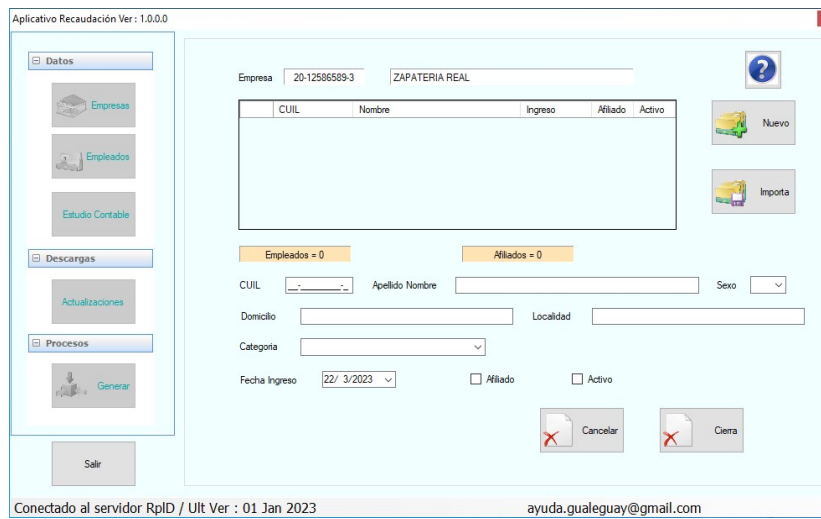 Aplicativo Recaudación Ver : 1.0.0.0
Datos
Empresas
Empleados
Estudio Contable
Descargas
Actualizaciones
Procesos
Generar
Salir
Empresa 20-12586589-3 ZAPATERIA REAL
CUIL Nombre Ingreso Afiliado Activo
Nuevo
Importa
Empleados = 0 Afiliados = 0
CUIL __-________-_ Apellido Nombre Sexo
Domicilio Localidad
Categoria
Fecha Ingreso 22/ 3/2023 Afiliado Activo
Cancelar Cierra
Conectado al servidor RplD / Ult Ver : 01 Jan 2023 ayuda.gualeguay@gmail.com